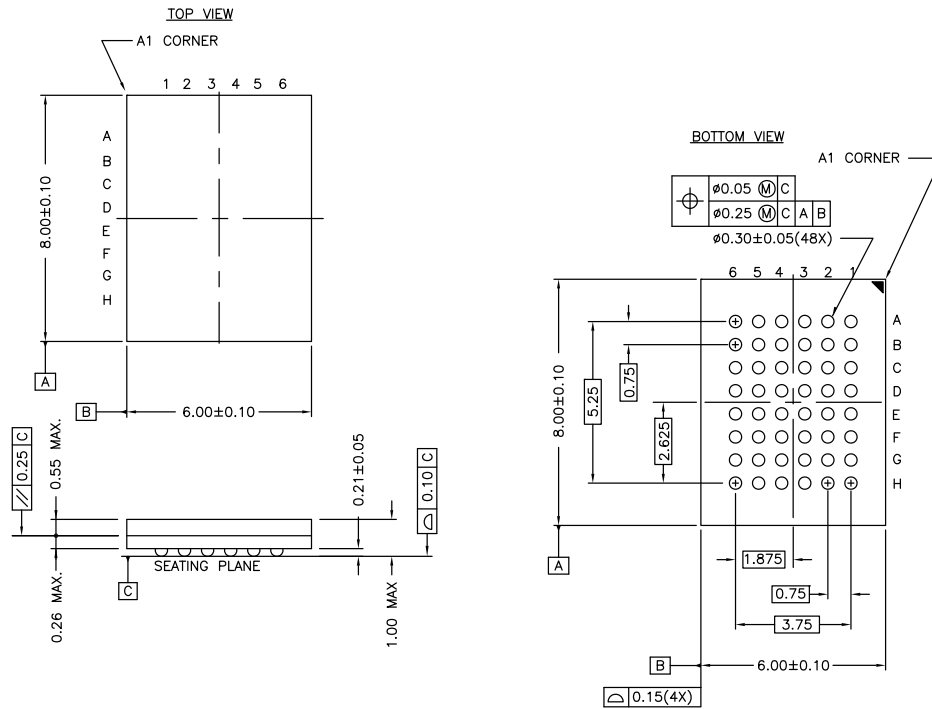 TOP VIEW
A1 CORNER
1 2 3 4 5 6
A
B
C
D
E
F
G
H
8.00±0.10
A
B
6.00±0.10
// 0.25 C
0.55 MAX.
0.26 MAX.
0.21±0.05
⌓ 0.10 C
SEATING PLANE
C
1.00 MAX
BOTTOM VIEW
A1 CORNER
⌖ ø0.05 Ⓜ C
ø0.25 Ⓜ C A B
ø0.30±0.05(48X)
6 5 4 3 2 1
A
B
C
D
E
F
G
H
8.00±0.10
5.25
0.75
2.625
A
1.875
0.75
3.75
B
6.00±0.10
⌓ 0.15(4X)